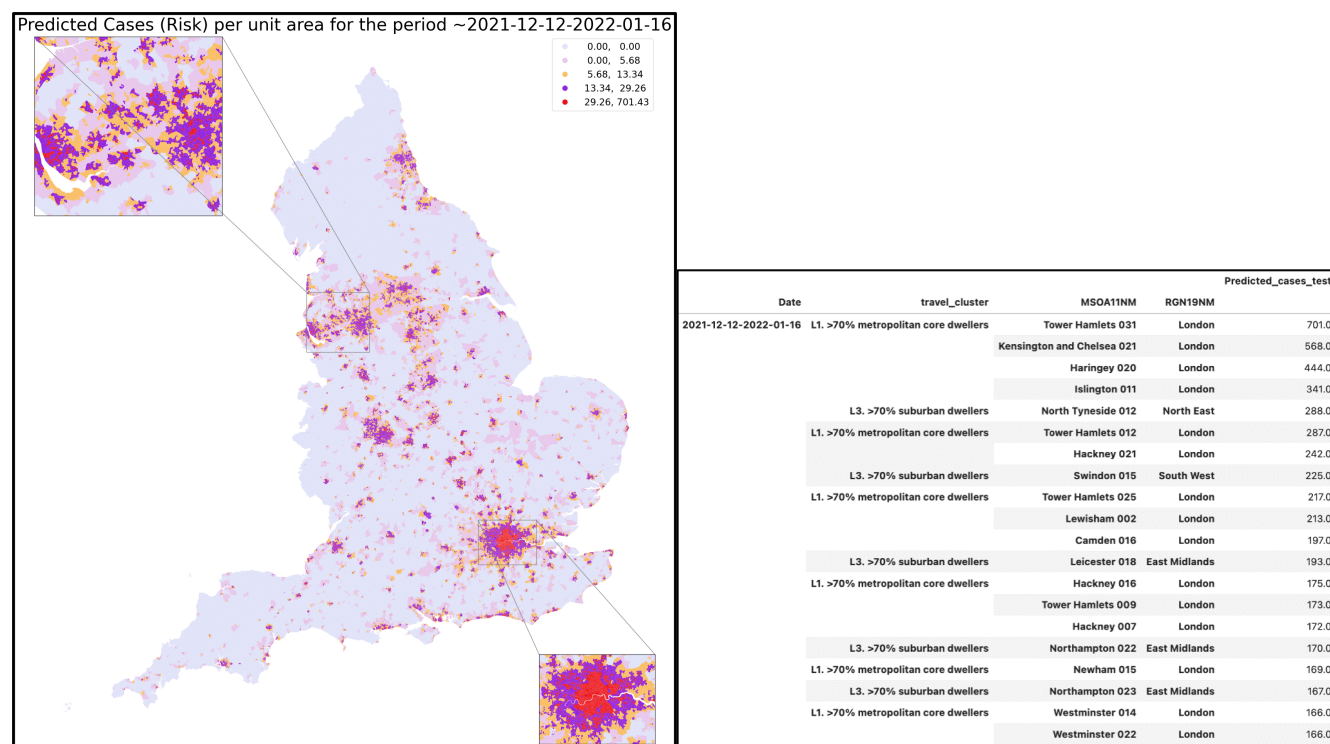 Predicted Cases (Risk) per unit area for the period ~2021-12-12-2022-01-16
0.00, 0.00
0.00, 5.68
5.68, 13.34
13.34, 29.26
29.26, 701.43
Predicted_cases_test
Date travel_cluster MSOA11NM RGN19NM
2021-12-12-2022-01-16 L1. >70% metropolitan core dwellers Tower Hamlets 031 London 701.0
Kensington and Chelsea 021 London 568.0
Haringey 020 London 444.0
Islington 011 London 341.0
L3. >70% suburban dwellers North Tyneside 012 North East 288.0
L1. >70% metropolitan core dwellers Tower Hamlets 012 London 287.0
Hackney 021 London 242.0
L3. >70% suburban dwellers Swindon 015 South West 225.0
L1. >70% metropolitan core dwellers Tower Hamlets 025 London 217.0
Lewisham 002 London 213.0
Camden 016 London 197.0
L3. >70% suburban dwellers Leicester 018 East Midlands 193.0
L1. >70% metropolitan core dwellers Hackney 016 London 175.0
Tower Hamlets 009 London 173.0
Hackney 007 London 172.0
L3. >70% suburban dwellers Northampton 022 East Midlands 170.0
L1. >70% metropolitan core dwellers Newham 015 London 169.0
L3. >70% suburban dwellers Northampton 023 East Midlands 167.0
L1. >70% metropolitan core dwellers Westminster 014 London 166.0
Westminster 022 London 166.0